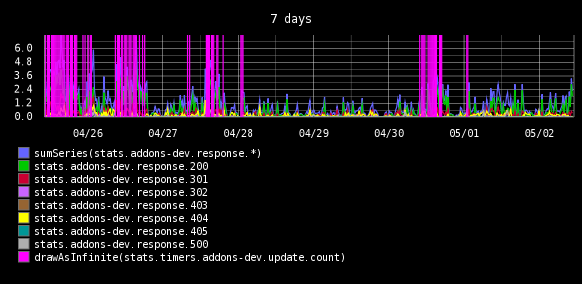 7 days
6.0
4.8
3.6
2.4
1.2
0.0
04/26 04/27 04/28 04/29 04/30 05/01 05/02
sumSeries(stats.addons-dev.response.*)
stats.addons-dev.response.200
stats.addons-dev.response.301
stats.addons-dev.response.302
stats.addons-dev.response.403
stats.addons-dev.response.404
stats.addons-dev.response.405
stats.addons-dev.response.500
drawAsInfinite(stats.timers.addons-dev.update.count)